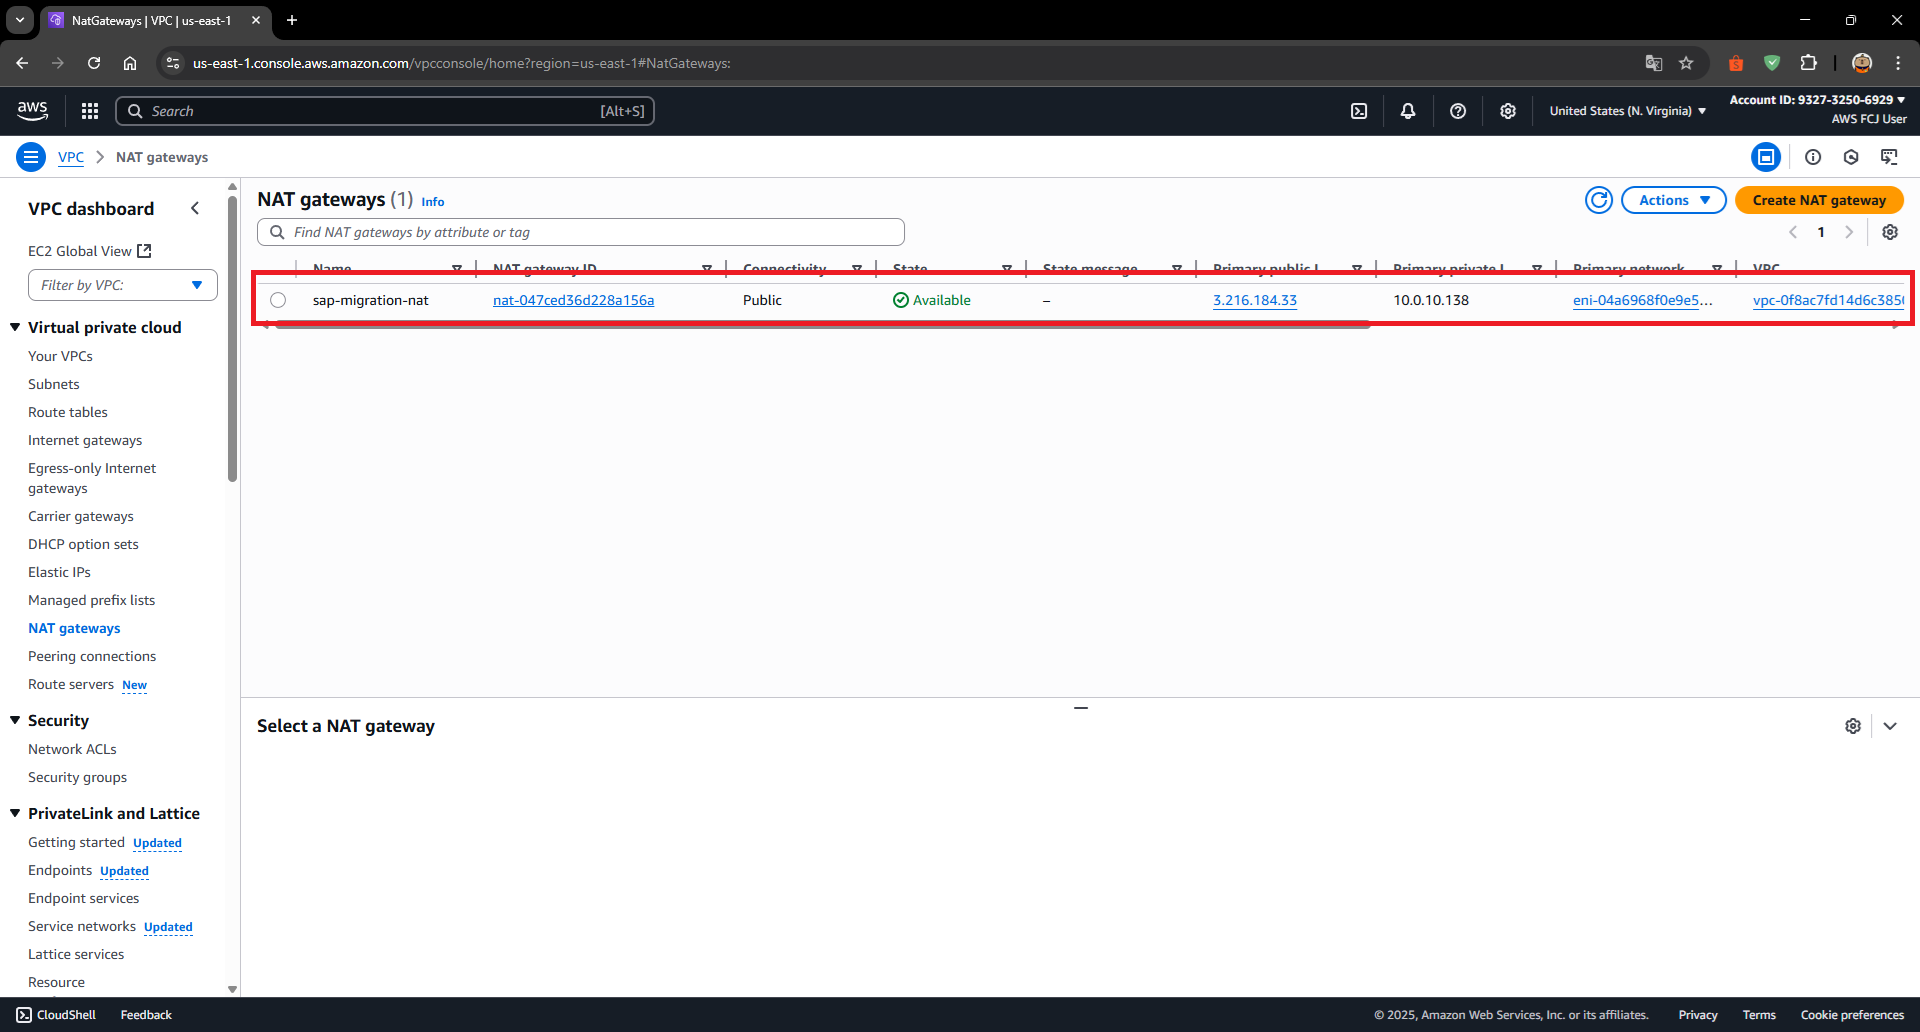 NatGateways | VPC | us-east-1
us-east-1.console.aws.amazon.com/vpcconsole/home?region=us-east-1#NatGateways:
aws
Search [Alt+S]
United States (N. Virginia)
Account ID: 9327-3250-6929
AWS FCJ User
VPC
NAT gateways
VPC dashboard
EC2 Global View
Filter by VPC:
Virtual private cloud
Your VPCs
Subnets
Route tables
Internet gateways
Egress-only Internet
gateways
Carrier gateways
DHCP option sets
Elastic IPs
Managed prefix lists
NAT gateways
Peering connections
Route servers New
Security
Network ACLs
Security groups
PrivateLink and Lattice
Getting started Updated
Endpoints Updated
Endpoint services
Service networks Updated
Lattice services
Resource
NAT gateways (1) Info
Actions
Create NAT gateway
Find NAT gateways by attribute or tag
1
Name NAT gateway ID Connectivity State State message Primary public I Primary private I Primary network VPC
sap-migration-nat nat-047ced36d228a156a Public Available – 3.216.184.33 10.0.10.138 eni-04a6968f0e9e5... vpc-0f8ac7fd14d6c385
Select a NAT gateway
CloudShell Feedback
© 2025, Amazon Web Services, Inc. or its affiliates. Privacy Terms Cookie preferences